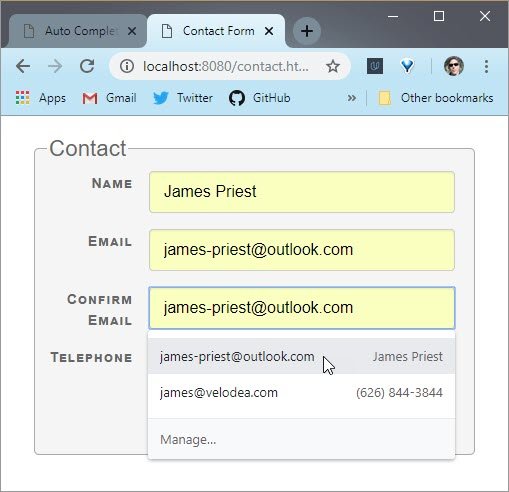 Auto Complet
Contact Form
localhost:8080/contact.ht...
Apps Gmail Twitter GitHub » Other bookmarks
Contact
Name James Priest
Email james-priest@outlook.com
Confirm Email james-priest@outlook.com
Telephone
james-priest@outlook.com James Priest
james@velodea.com (626) 844-3844
Manage...